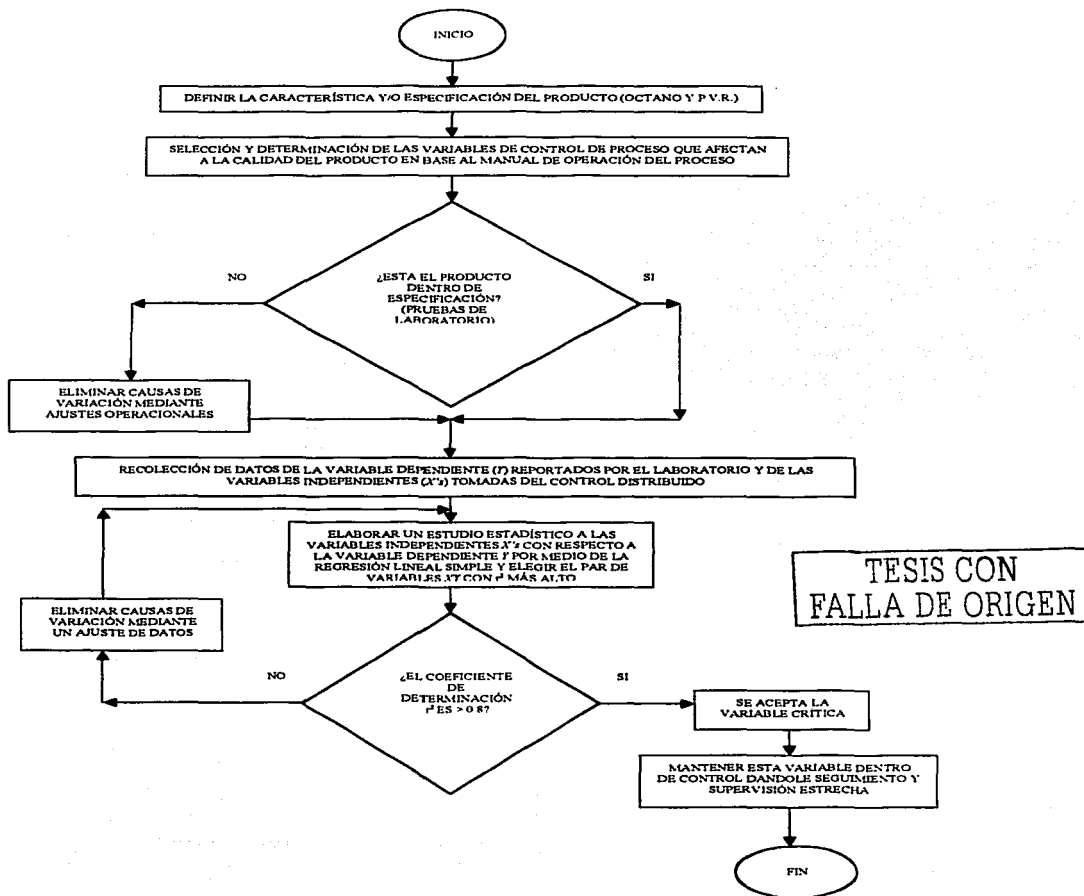 INICIO
DEFINIR LA CARACTERÍSTICA Y/O ESPECIFICACIÓN DEL PRODUCTO (OCTANO Y P V.R.)
SELECCIÓN Y DETERMINACIÓN DE LAS VARIABLES DE CONTROL DE PROCESO QUE AFECTAN
A LA CALIDAD DEL PRODUCTO EN BASE AL MANUAL DE OPERACIÓN DEL PROCESO
NO
¿ESTA EL PRODUCTO
DENTRO DE
ESPECIFICACIÓN?
(PRUEBAS DE
LABORATORIO)
SI
ELIMINAR CAUSAS DE
VARIACIÓN MEDIANTE
AJUSTES OPERACIONALES
RECOLECCIÓN DE DATOS DE LA VARIABLE DEPENDIENTE (Y) REPORTADOS POR EL LABORATORIO Y DE LAS
VARIABLES INDEPENDIENTES (X's) TOMADAS DEL CONTROL DISTRIBUIDO
ELABORAR UN ESTUDIO ESTADÍSTICO A LAS
VARIABLES INDEPENDIENTES X's CON RESPECTO A
LA VARIABLE DEPENDIENTE Y POR MEDIO DE LA
REGRESIÓN LINEAL SIMPLE Y ELEGIR EL PAR DE
VARIABLES XY CON r² MÁS ALTO
TESIS CON
FALLA DE ORIGEN
ELIMINAR CAUSAS DE
VARIACIÓN MEDIANTE
UN AJUSTE DE DATOS
NO
¿EL COEFICIENTE
DE
DETERMINACIÓN
r² ES > 0 8?
SI
SE ACEPTA LA
VARIABLE CRITICA
MANTENER ESTA VARIABLE DENTRO
DE CONTROL DANDOLE SEGUIMIENTO Y
SUPERVISIÓN ESTRECHA
FIN